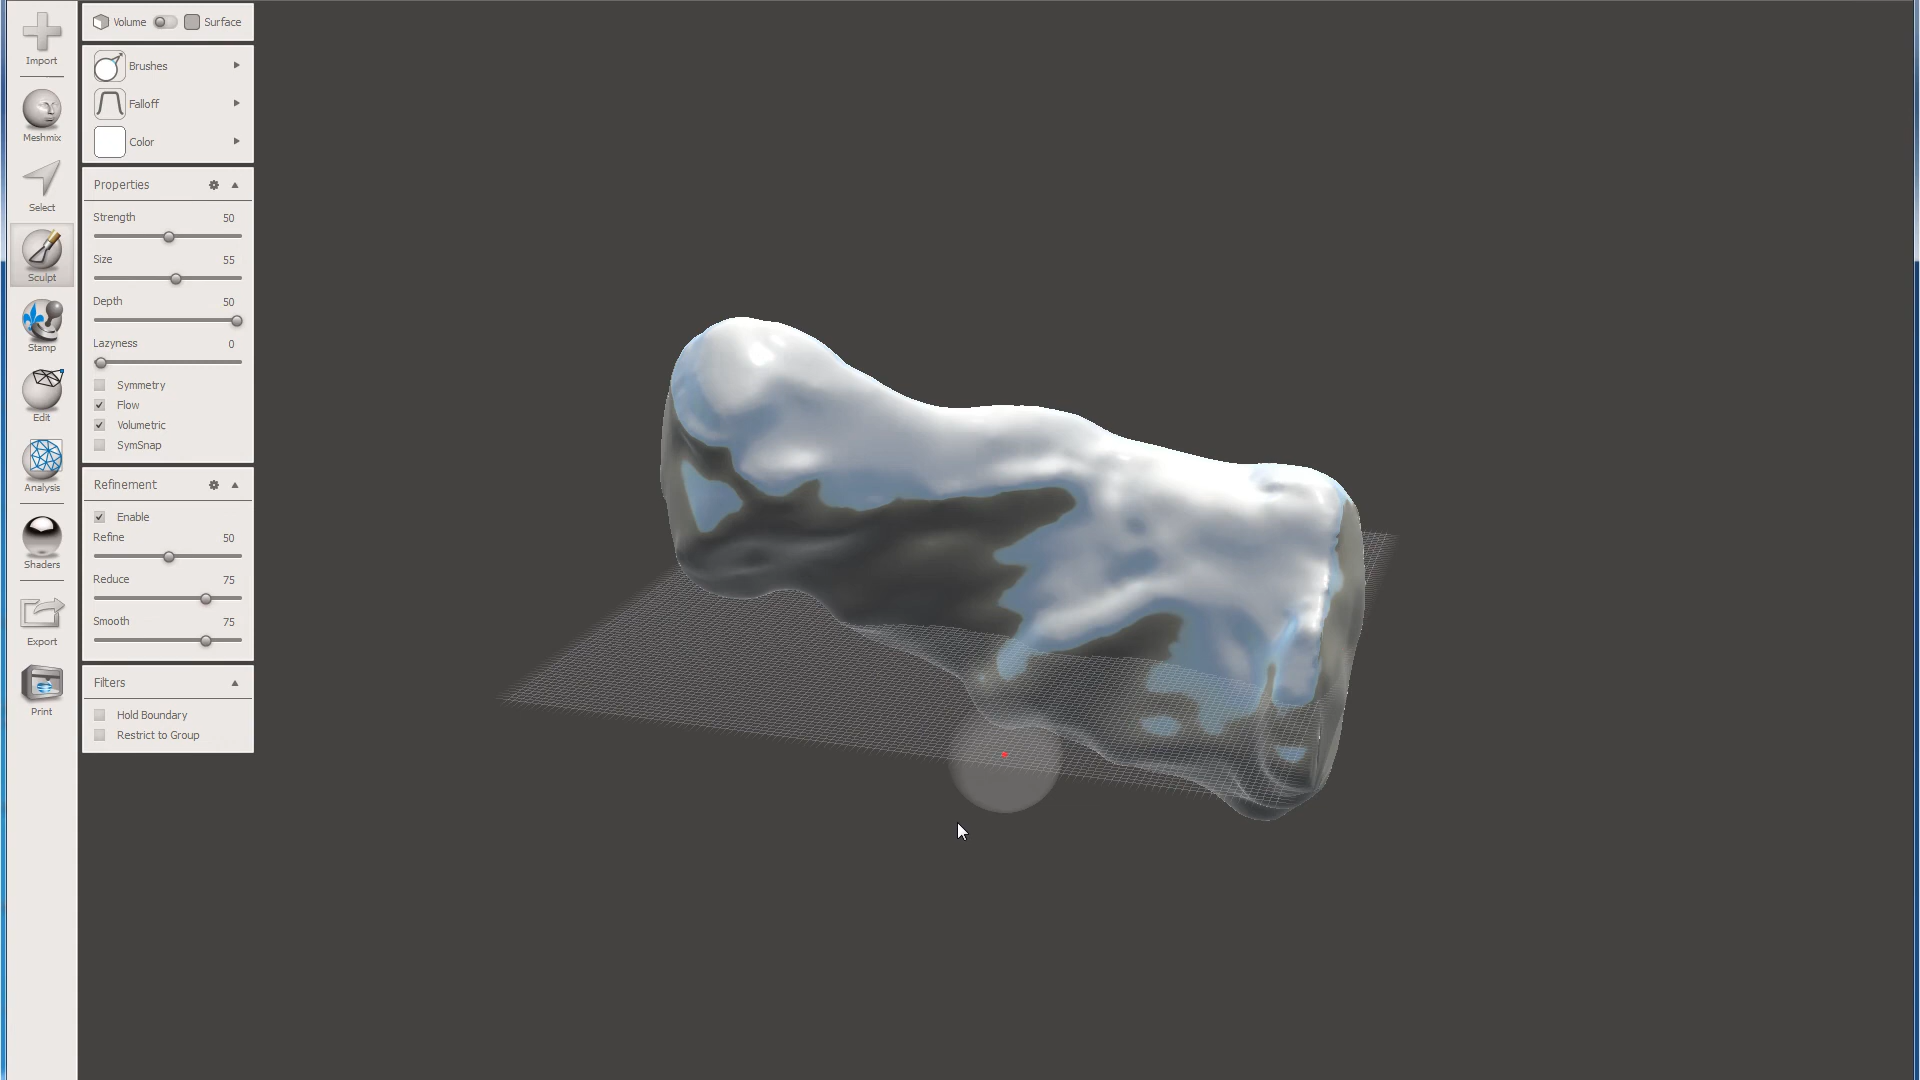 Import
Meshmix
Select
Sculpt
Stamp
Edit
Analysis
Shaders
Export
Print
Volume Surface
Brushes
Falloff
Color
Properties
Strength 50
Size 55
Depth 50
Lazyness 0
Symmetry
Flow
Volumetric
SymSnap
Refinement
Enable
Refine 50
Reduce 75
Smooth 75
Filters
Hold Boundary
Restrict to Group